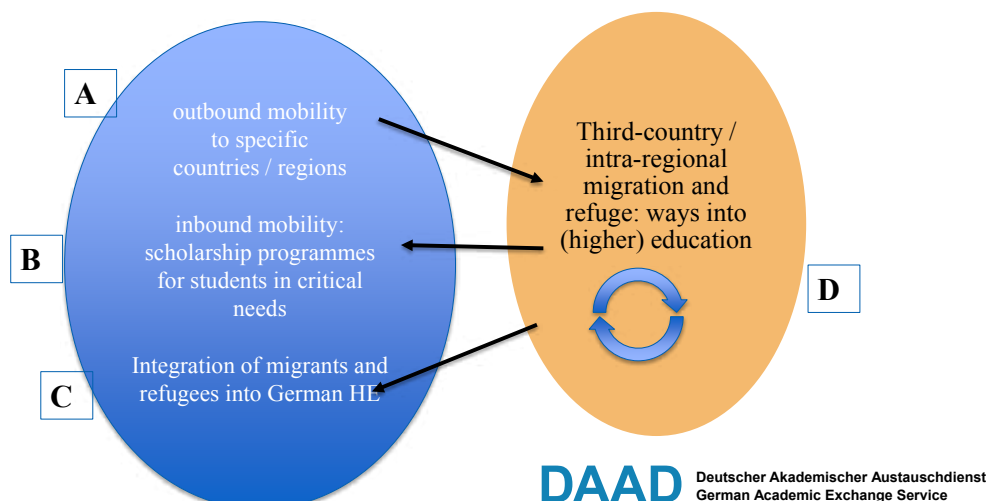 A
outbound mobility
to specific
countries / regions
B
inbound mobility:
scholarship programmes
for students in critical
needs
C
Integration of migrants and
refugees into German HE
Third-country /
intra-regional
migration and
refuge: ways into
(higher) education
D
DAAD
Deutscher Akademischer Austauschdienst
German Academic Exchange Service